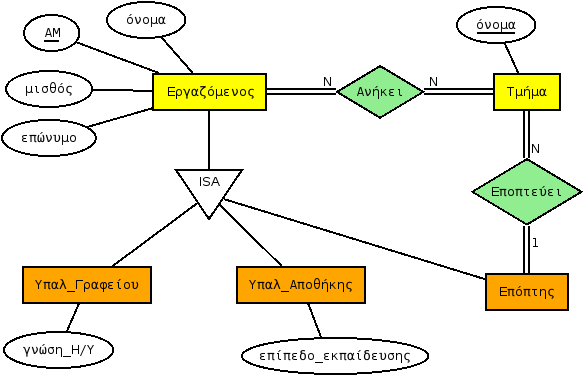 όνομα
ΑΜ
όνομα
μισθός
Εργαζόμενος
N
Ανήκει
N
Τμήμα
επώνυμο
N
ISA
Εποπτεύει
1
Υπαλ_Γραφείου
Υπαλ_Αποθήκης
Επόπτης
γνώση_Η/Υ
επίπεδο_εκπαίδευσης